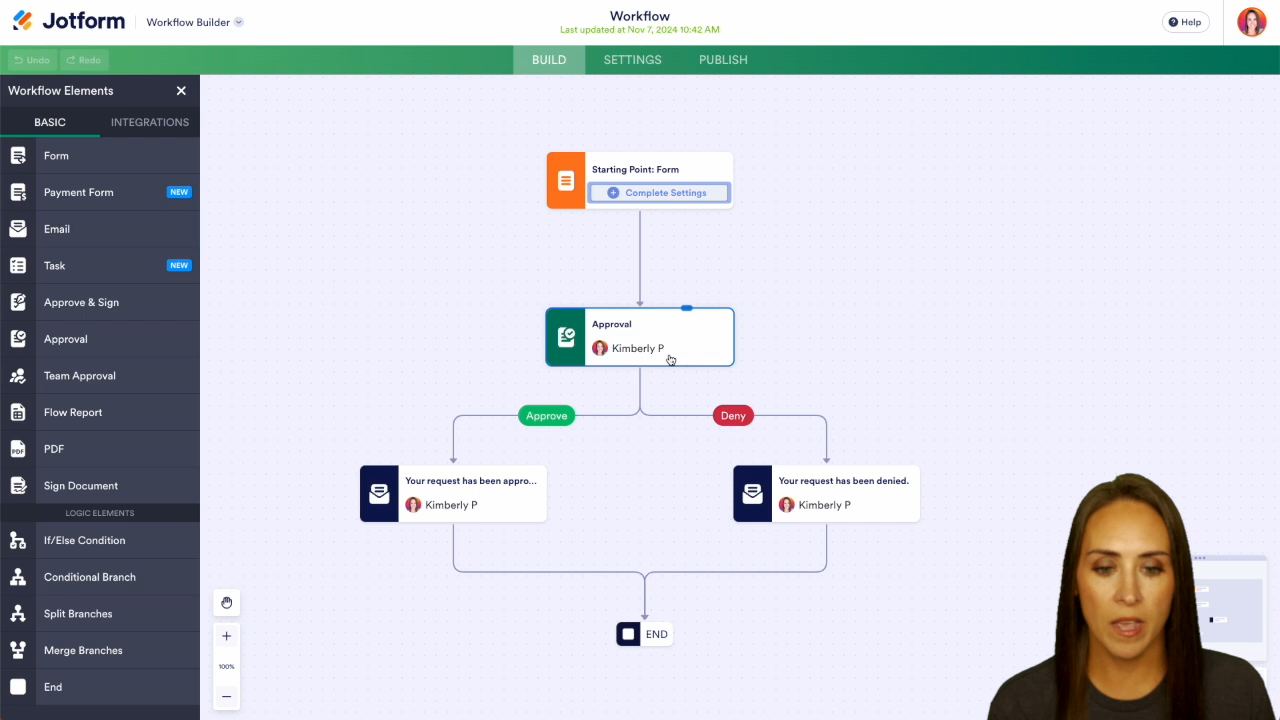 Jotform
Workflow Builder
Workflow
Last updated at Nov 7, 2024 10:42 AM
Help
Undo
Redo
BUILD
SETTINGS
PUBLISH
Workflow Elements
BASIC
INTEGRATIONS
Form
Payment Form
NEW
Email
Task
NEW
Approve & Sign
Approval
Team Approval
Flow Report
PDF
PDF
Sign Document
LOGIC ELEMENTS
If/Else Condition
Conditional Branch
Split Branches
Merge Branches
End
Starting Point: Form
Complete Settings
Approval
Kimberly P
Approve
Deny
Your request has been appro...
Kimberly P
Your request has been denied.
Kimberly P
END
100%